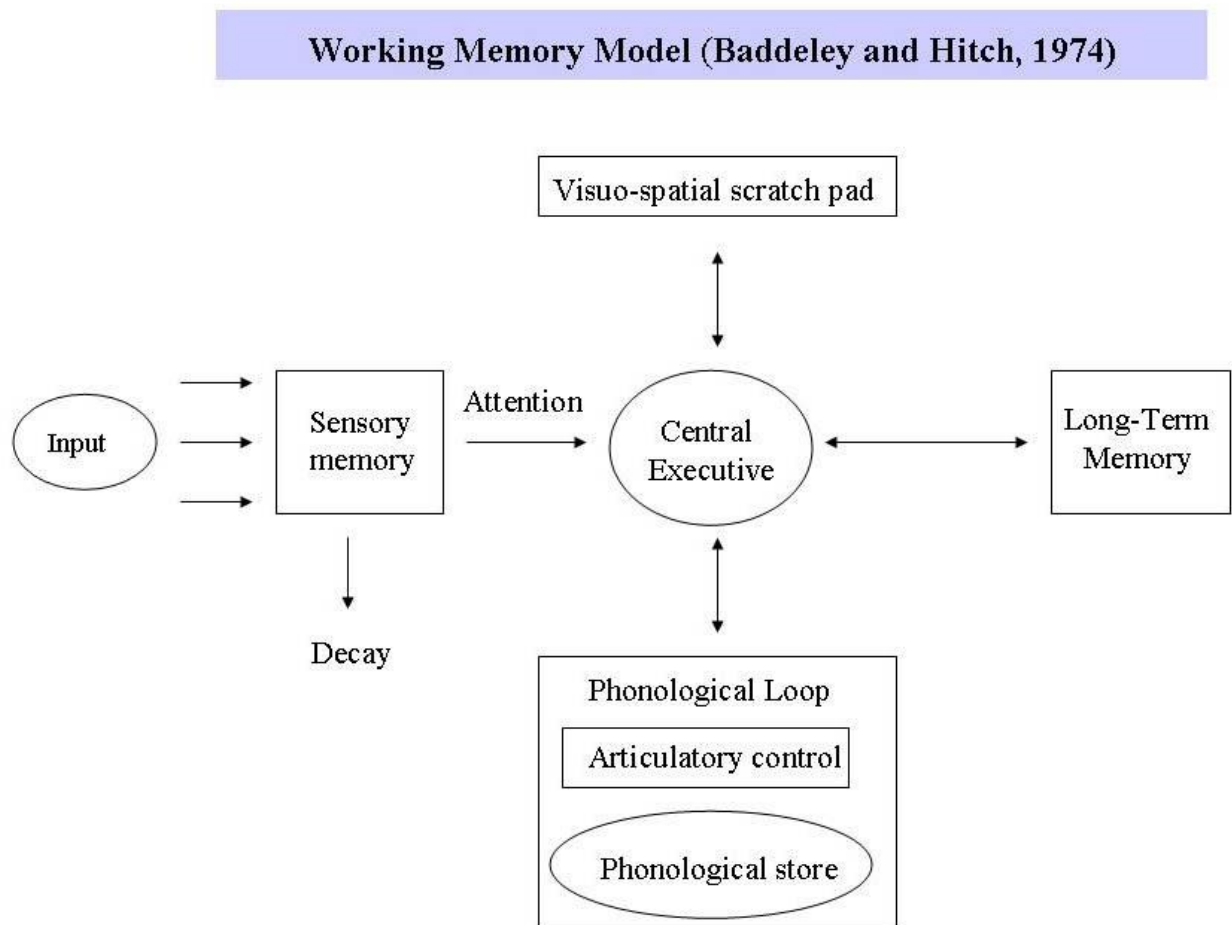 Working Memory Model (Baddeley and Hitch, 1974)
Visuo-spatial scratch pad
Input
Sensory
memory
Attention
Central
Executive
Long-Term
Memory
Decay
Phonological Loop
Articulatory control
Phonological store